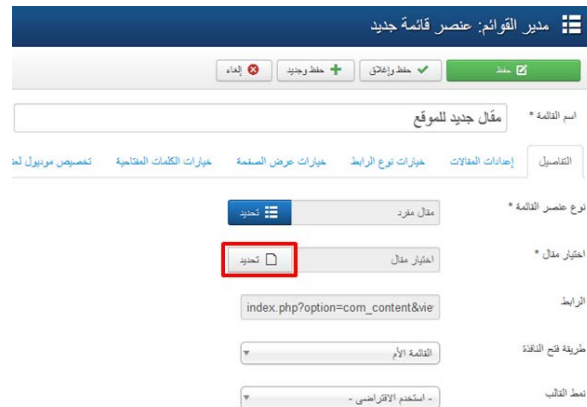 مدير القوائم: عنصر قائمة جديد
حفظ
حفظ وإغلاق
حفظ وجديد
إلغاء
اسم القائمة *
مقال جديد للموقع
التفاصيل
إعدادات المقالات
خيارات نوع الرابط
خيارات عرض الصفحة
خيارات الكلمات المفتاحية
تخصيص موديول
نوع عنصر القائمة *
مقال مفرد
تحديد
اختيار مقال *
اختيار مقال
تحديد
الرابط
index.php?option=com_content&vie
طريقة فتح النافذة
القائمة الأم
نمط القالب
- استخدم الافتراضي -